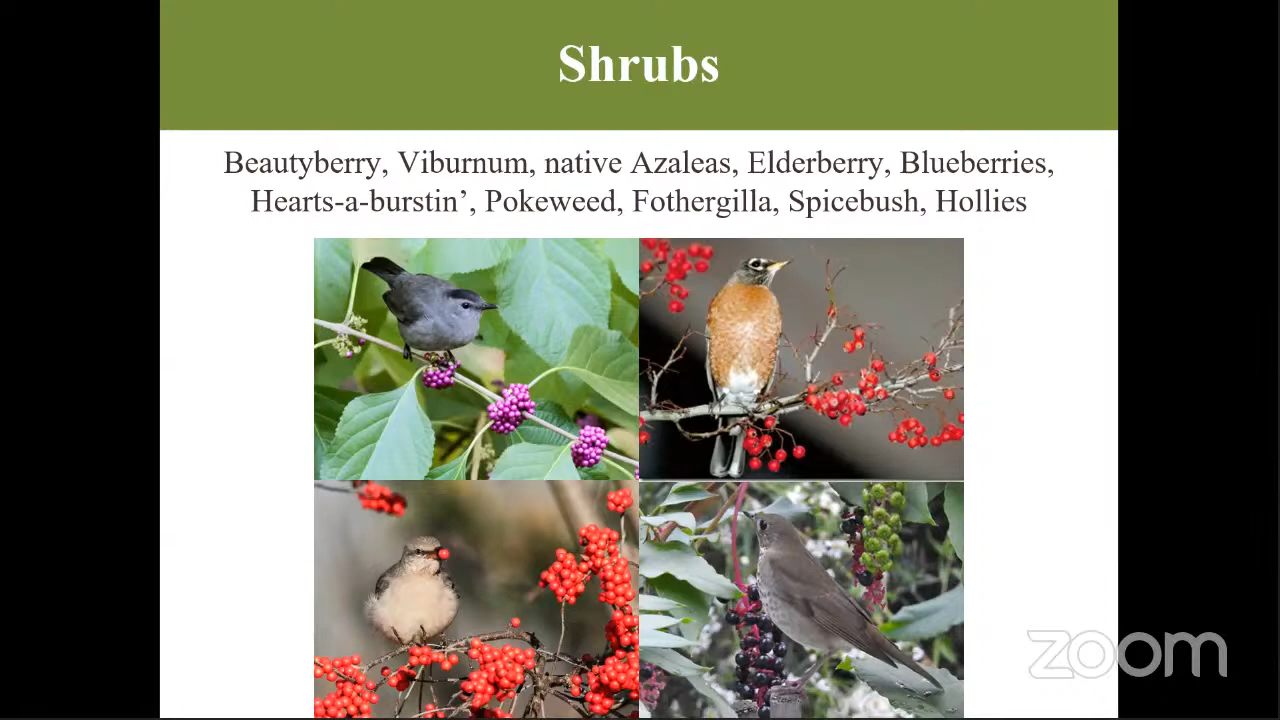 Shrubs
Beautyberry, Viburnum, native Azaleas, Elderberry, Blueberries,
Hearts-a-burstin’, Pokeweed, Fothergilla, Spicebush, Hollies
zoom